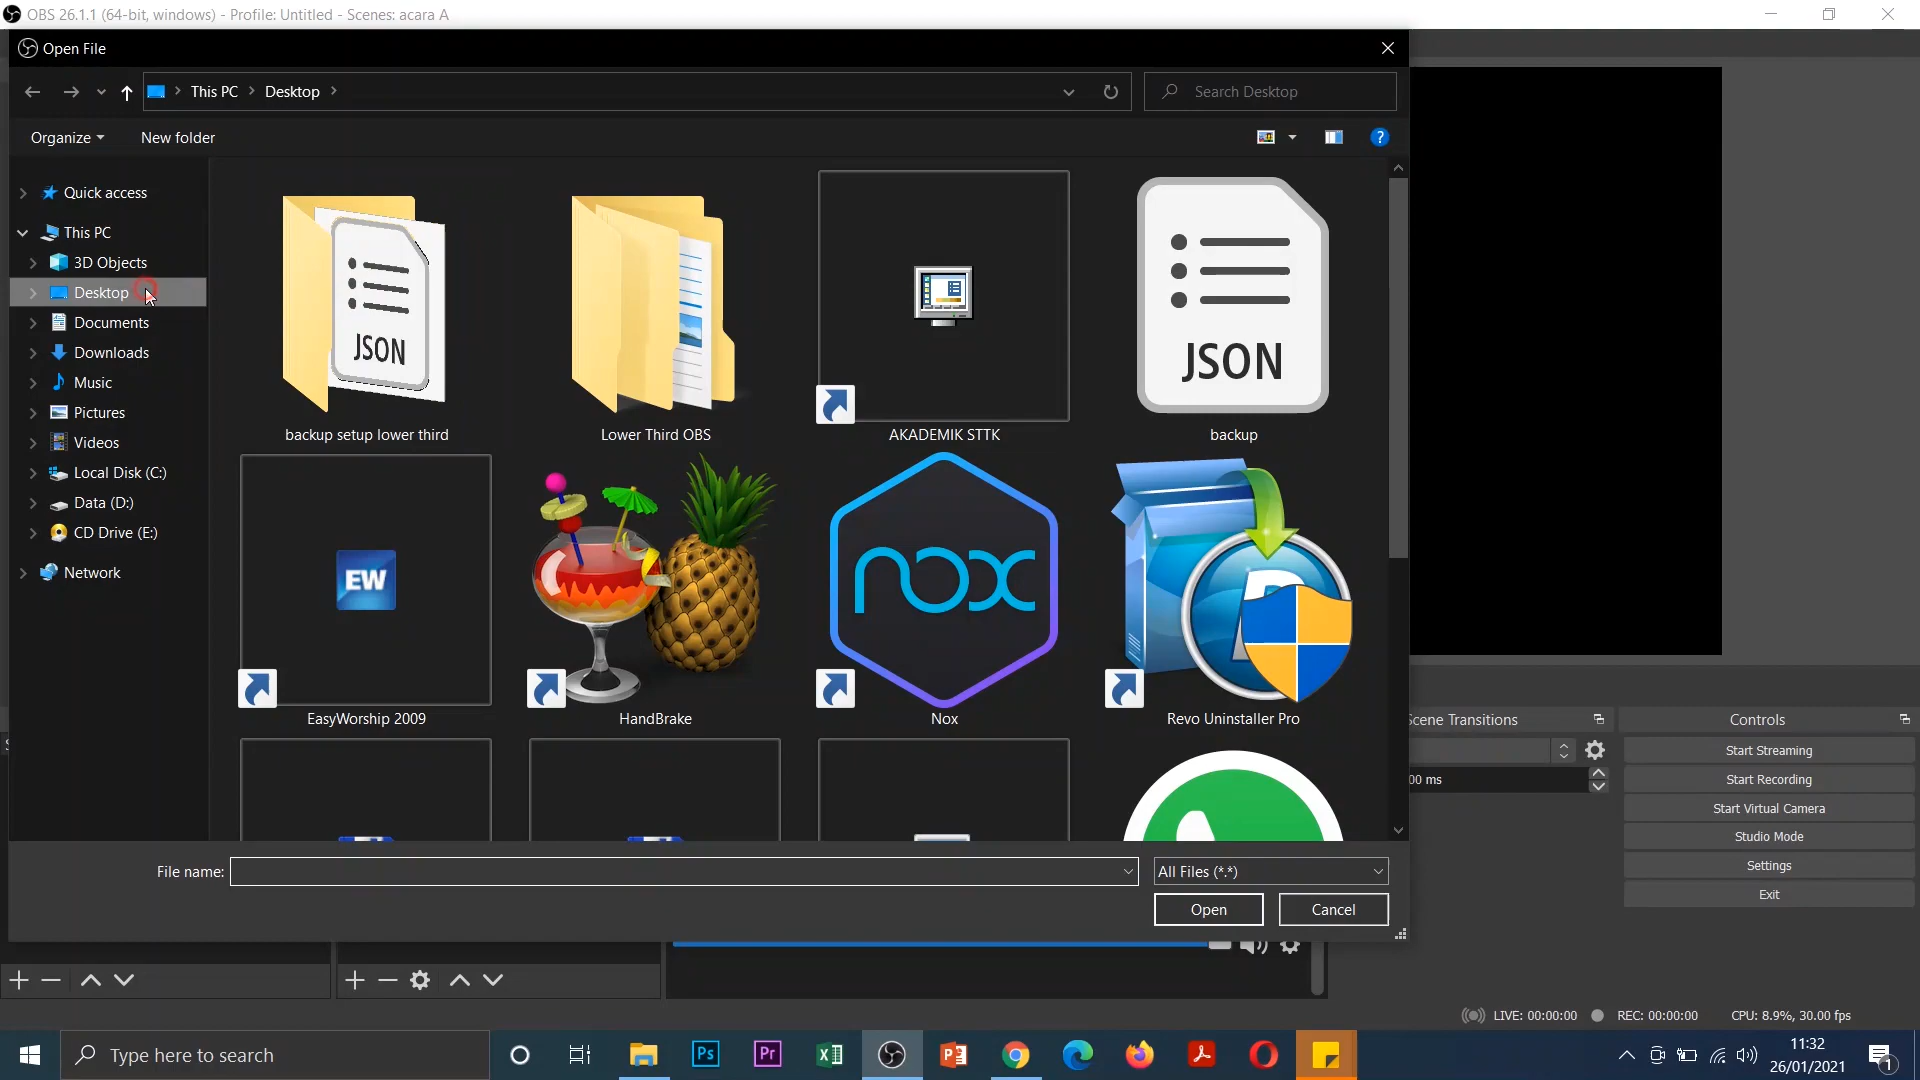 OBS 26.1.1 (64-bit, windows) - Profile: Untitled - Scenes: acara A
Open File
This PC
Desktop
Search Desktop
Organize
New folder
Quick access
This PC
3D Objects
Desktop
Documents
Downloads
Music
Pictures
Videos
Local Disk (C:)
Data (D:)
CD Drive (E:)
Network
JSON
JSON
backup setup lower third
Lower Third OBS
AKADEMIK STTK
backup
EW
nox
EasyWorship 2009
HandBrake
Nox
Revo Uninstaller Pro
File name:
All Files (*.*)
Open
Cancel
Scene Transitions
Controls
00 ms
Start Streaming
Start Recording
Start Virtual Camera
Studio Mode
Settings
Exit
LIVE: 00:00:00
REC: 00:00:00
CPU: 8.9%, 30.00 fps
Type here to search
Ps
Pr
11:32
26/01/2021
1